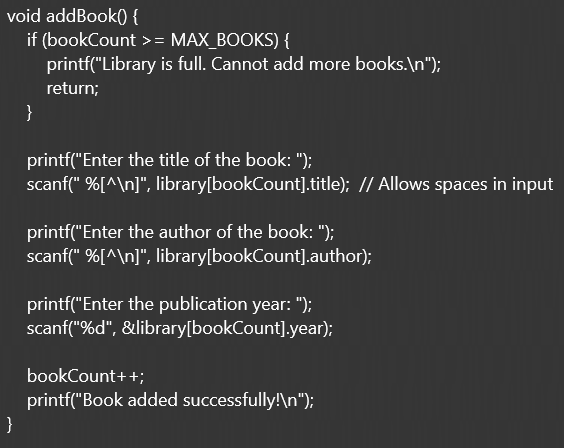 void addBook() {
if (bookCount >= MAX_BOOKS) {
printf("Library is full. Cannot add more books.\n");
return;
}
printf("Enter the title of the book: ");
scanf(" %[^\n]", library[bookCount].title);  // Allows spaces in input
printf("Enter the author of the book: ");
scanf(" %[^\n]", library[bookCount].author);
printf("Enter the publication year: ");
scanf("%d", &library[bookCount].year);
bookCount++;
printf("Book added successfully!\n");
}